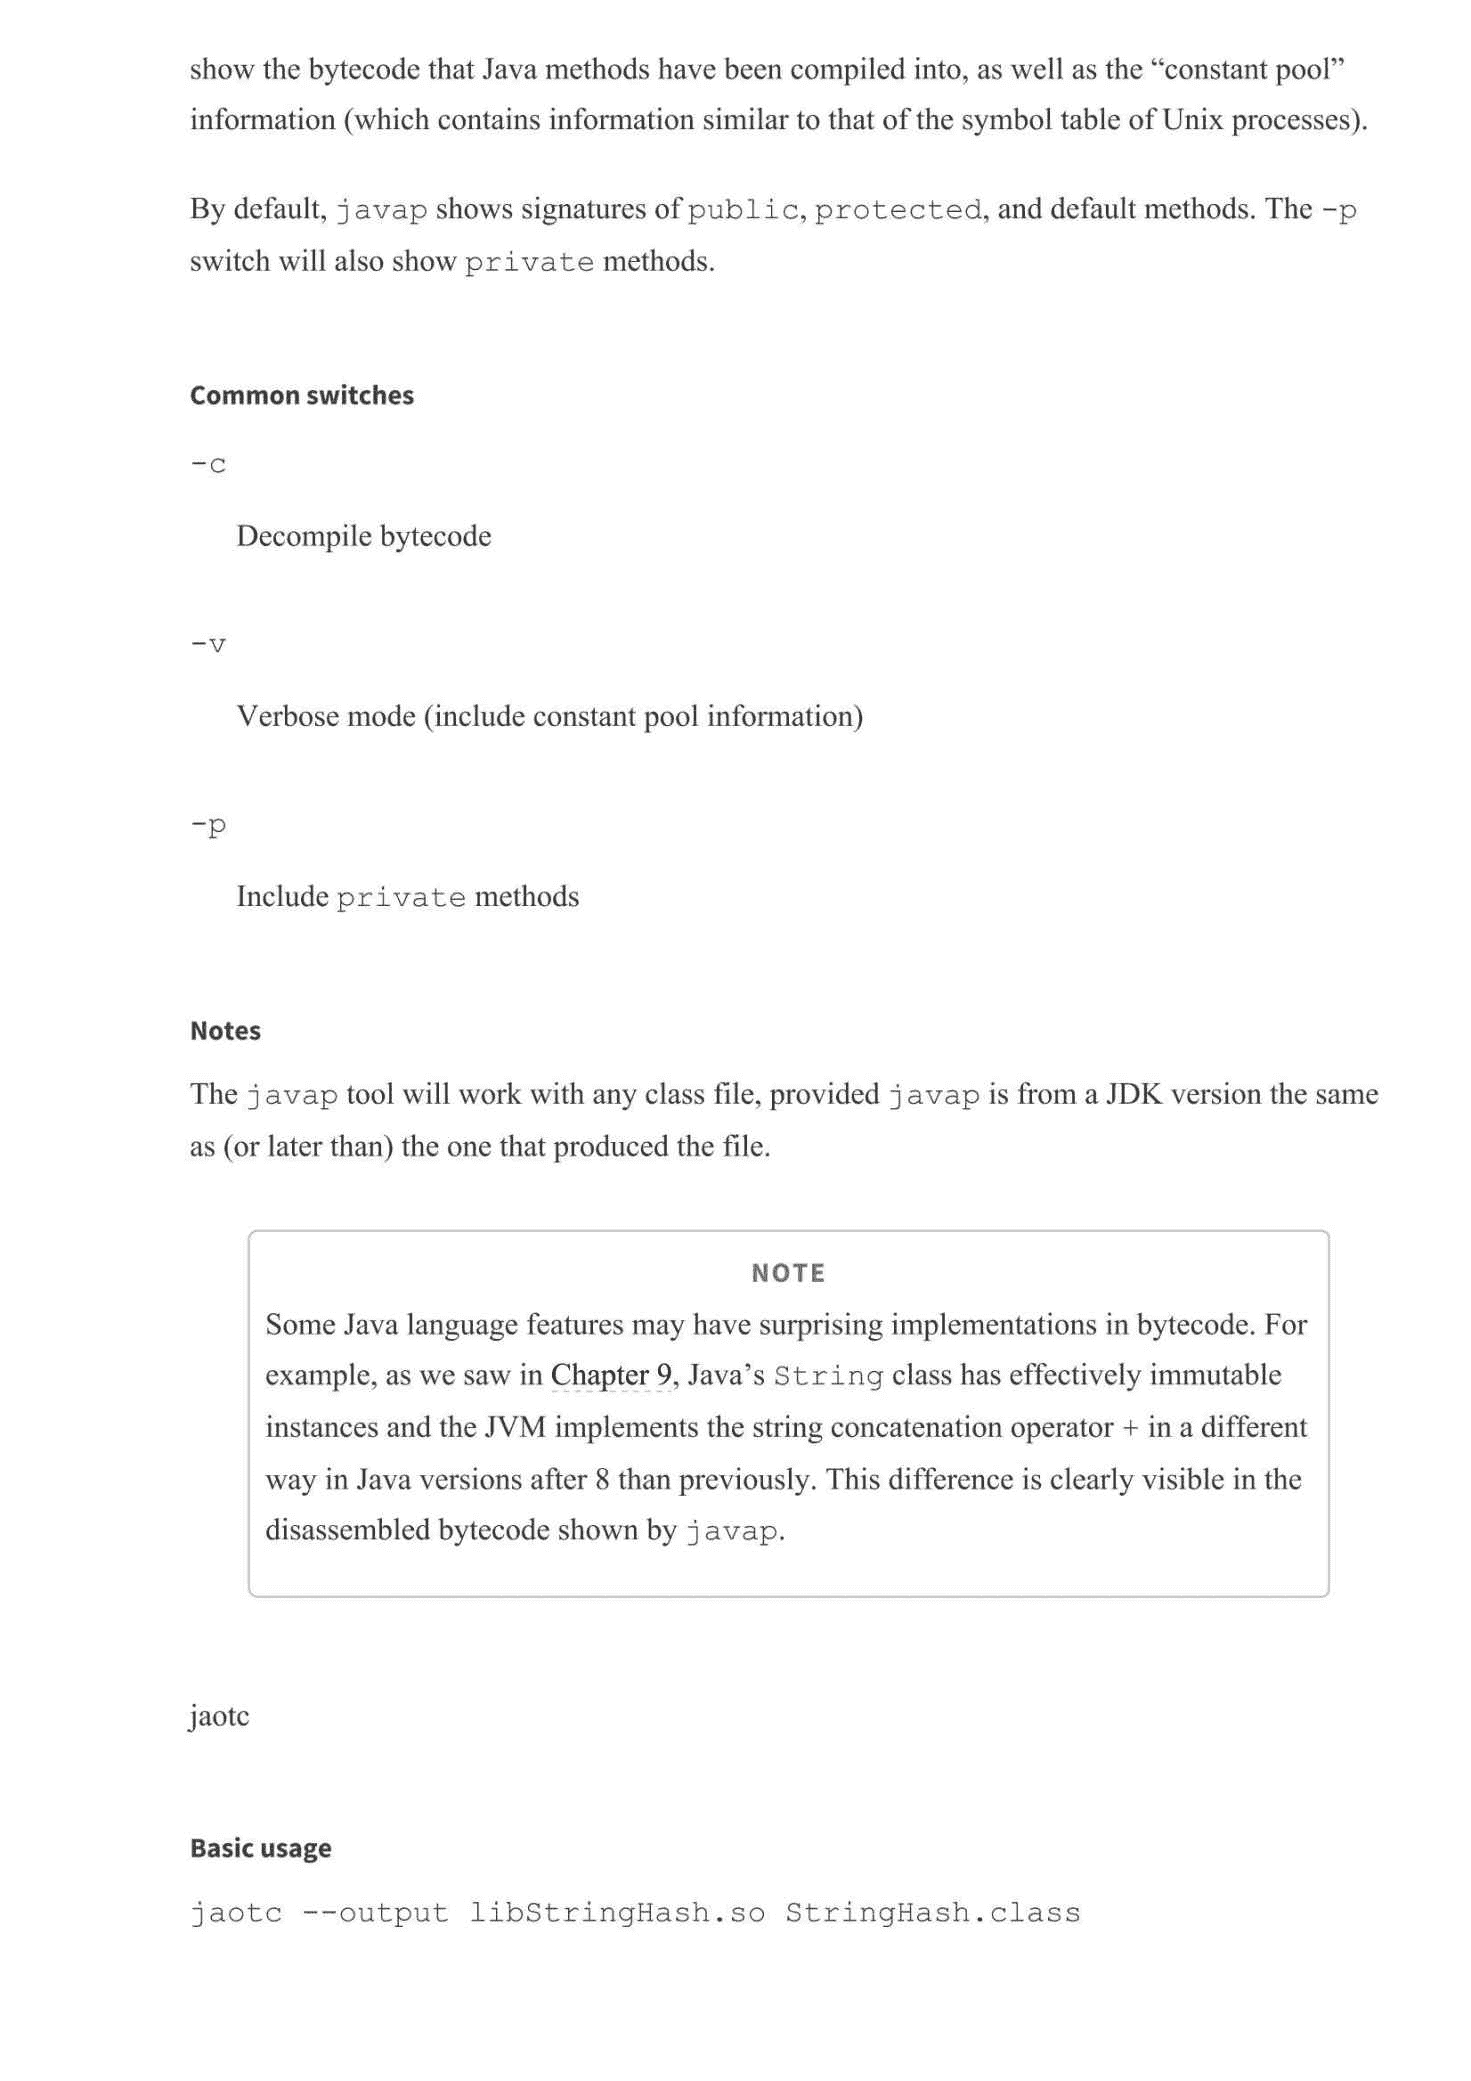 show the bytecode that Java methods have been compiled into, as well as the “constant pool”
information (which contains information similar to that of the symbol table of Unix processes).
By default, javap shows signatures of public, protected, and default methods. The -p
switch will also show private methods.
Common switches
-c
Decompile bytecode
-v
Verbose mode (include constant pool information)
-p
Include private methods
Notes
The javap tool will work with any class file, provided javap is from a JDK version the same
as (or later than) the one that produced the file.
NOTE
Some Java language features may have surprising implementations in bytecode. For
example, as we saw in Chapter 9, Java’s String class has effectively immutable
instances and the JVM implements the string concatenation operator + in a different
way in Java versions after 8 than previously. This difference is clearly visible in the
disassembled bytecode shown by javap.
jaotc
Basic usage
jaotc --output libStringHash.so StringHash.class